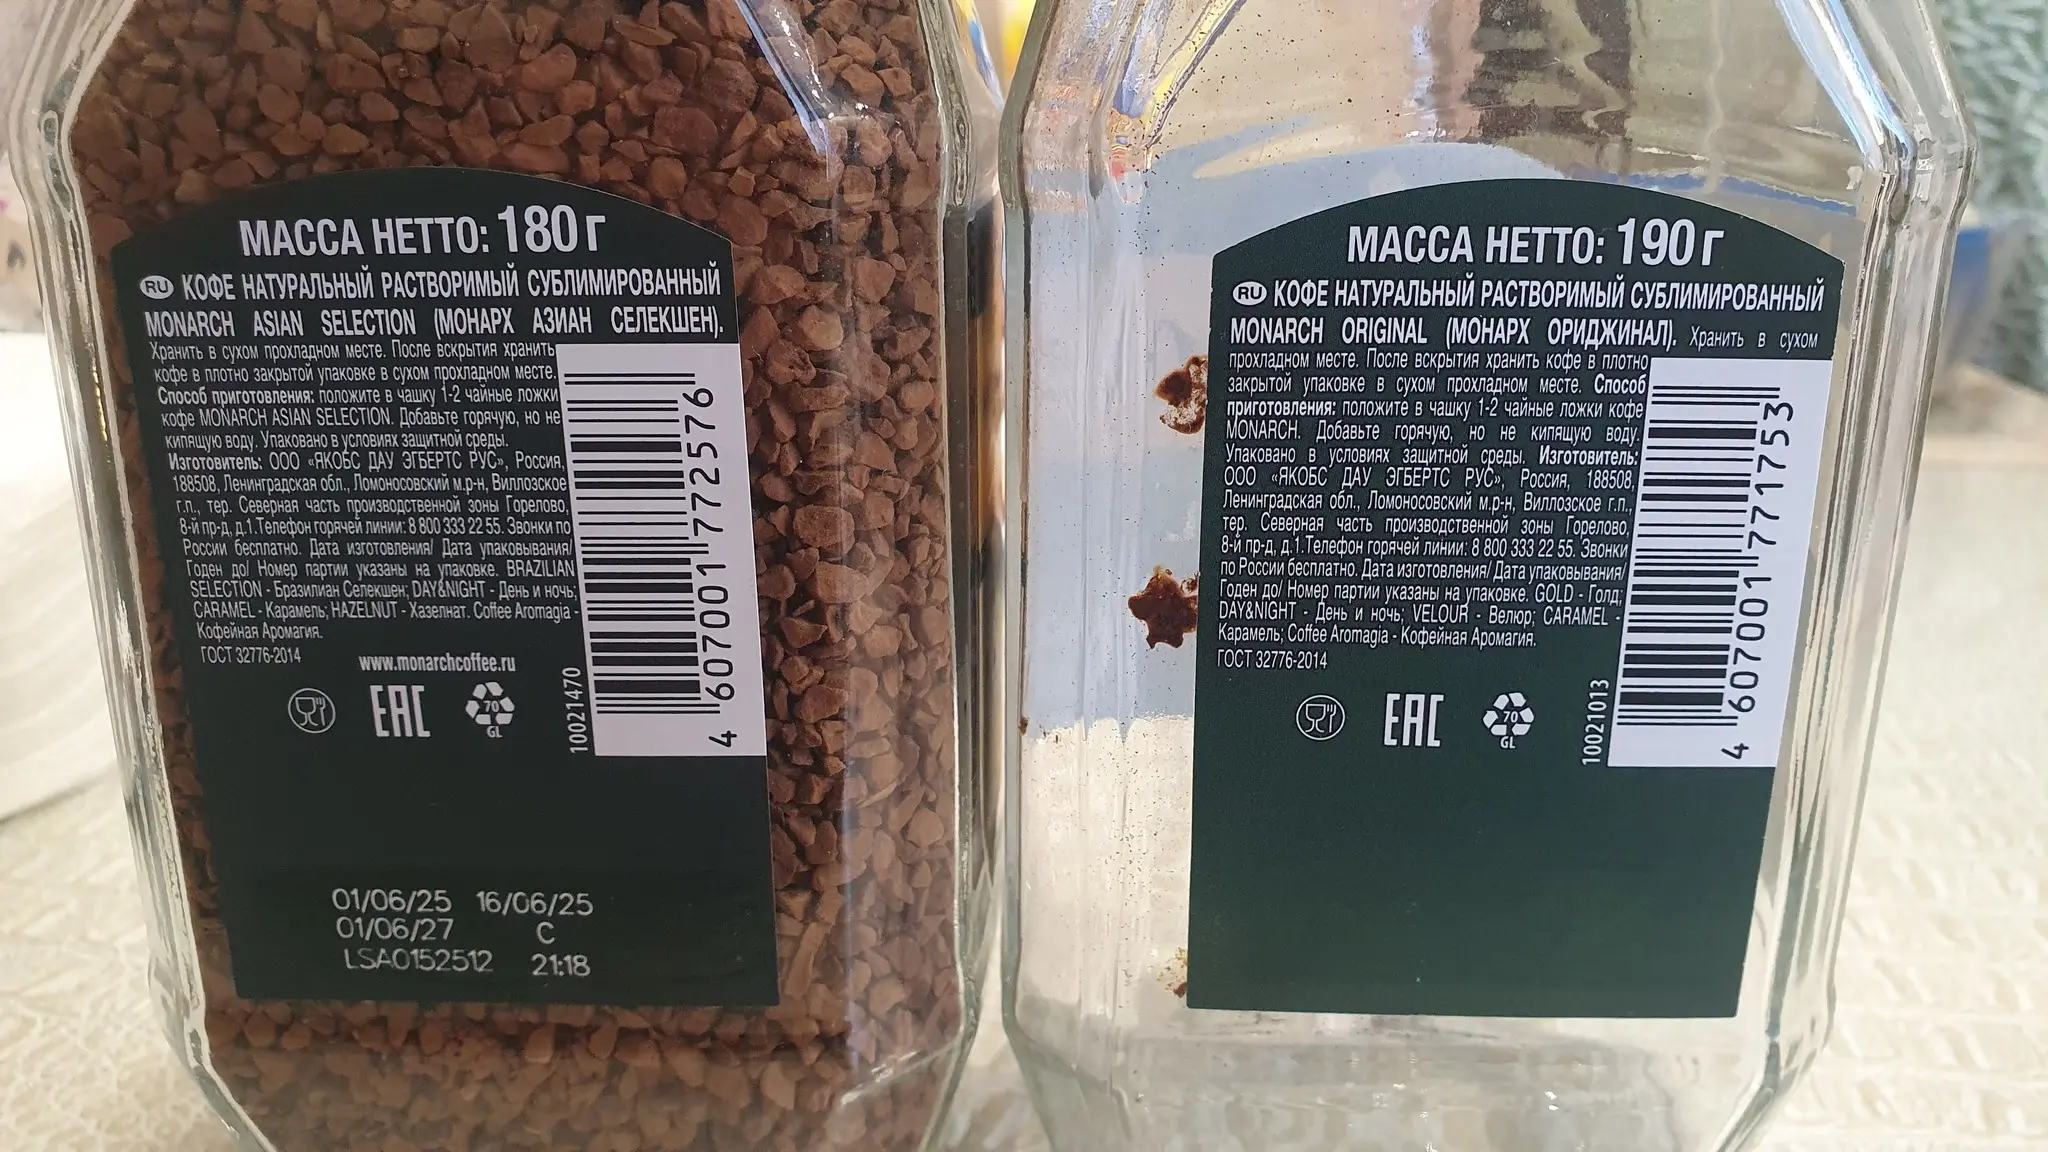 МАССА НЕТТО: 180 г
RU КОФЕ НАТУРАЛЬНЫЙ РАСТВОРИМЫЙ СУБЛИМИРОВАННЫЙ
MONARCH ASIAN SELECTION (МОНАРХ АЗИАН СЕЛЕКШЕН).
Хранить в сухом прохладном месте. После вскрытия хранить
кофе в плотно закрытой упаковке в сухом прохладном месте.
Способ приготовления: положите в чашку 1-2 чайные ложки
кофе MONARCH ASIAN SELECTION. Добавьте горячую, но не
кипящую воду. Упаковано в условиях защитной среды.
Изготовитель: ООО «ЯКОБС ДАУ ЭГБЕРТС РУС», Россия,
188508, Ленинградская обл., Ломоносовский м.р-н, Виллозское
г.п., тер. Северная часть производственной зоны Горелово,
8-й пр-д, д.1.Телефон горячей линии: 8 800 333 22 55. Звонки по
России бесплатно. Дата изготовления/ Дата упаковывания/
Годен до/ Номер партии указаны на упаковке. BRAZILIAN
SELECTION - Бразилиан Селекшен; DAY&NIGHT - День и ночь;
CARAMEL - Карамель; HAZELNUT - Хазелнат. Coffee Aromagia -
Кофейная Аромагия.
ГОСТ 32776-2014
www.monarchcoffee.ru
EAC
70
GL
10021470
4 607001 772576
01/06/25 16/06/25
01/06/27 C
LSA0152512 21:18
МАССА НЕТТО: 190 г
RU КОФЕ НАТУРАЛЬНЫЙ РАСТВОРИМЫЙ СУБЛИМИРОВАННЫЙ
MONARCH ORIGINAL (МОНАРХ ОРИДЖИНАЛ). Хранить в сухом
прохладном месте. После вскрытия хранить кофе в плотно
закрытой упаковке в сухом прохладном месте. Способ
приготовления: положите в чашку 1-2 чайные ложки кофе
MONARCH. Добавьте горячую, но не кипящую воду.
Упаковано в условиях защитной среды. Изготовитель:
ООО «ЯКОБС ДАУ ЭГБЕРТС РУС», Россия, 188508,
Ленинградская обл., Ломоносовский м.р-н, Виллозское г.п.,
тер. Северная часть производственной зоны Горелово,
8-й пр-д, д.1.Телефон горячей линии: 8 800 333 22 55. Звонки
по России бесплатно. Дата изготовления/ Дата упаковывания/
Годен до/ Номер партии указаны на упаковке. GOLD - Голд;
DAY&NIGHT - День и ночь; VELOUR - Велюр; CARAMEL -
Карамель; Coffee Aromagia - Кофейная Аромагия.
ГОСТ 32776-2014
EAC
70
GL
10021013
4 607001 771753